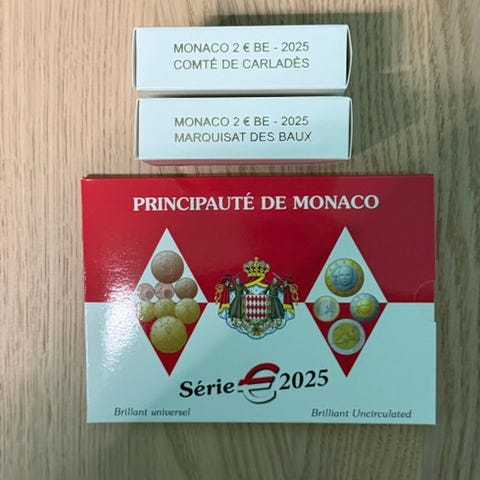 MONACO 2 € BE - 2025
COMTÉ DE CARLADÈS
MONACO 2 € BE - 2025
MARQUISAT DES BAUX
PRINCIPAUTÉ DE MONACO
Série € 2025
Brillant universel
Brilliant Uncirculated